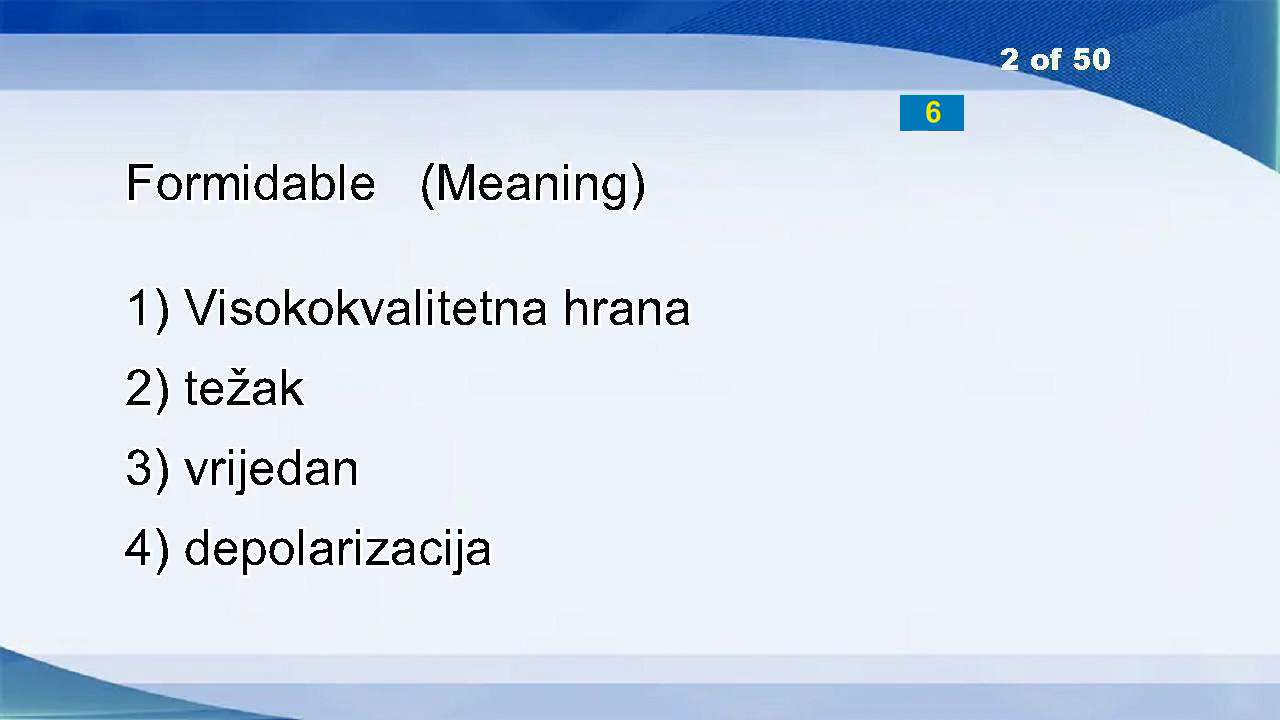 2 of 50
6
Formidable (Meaning)
1) Visokokvalitetna hrana
2) težak
3) vrijedan
4) depolarizacija